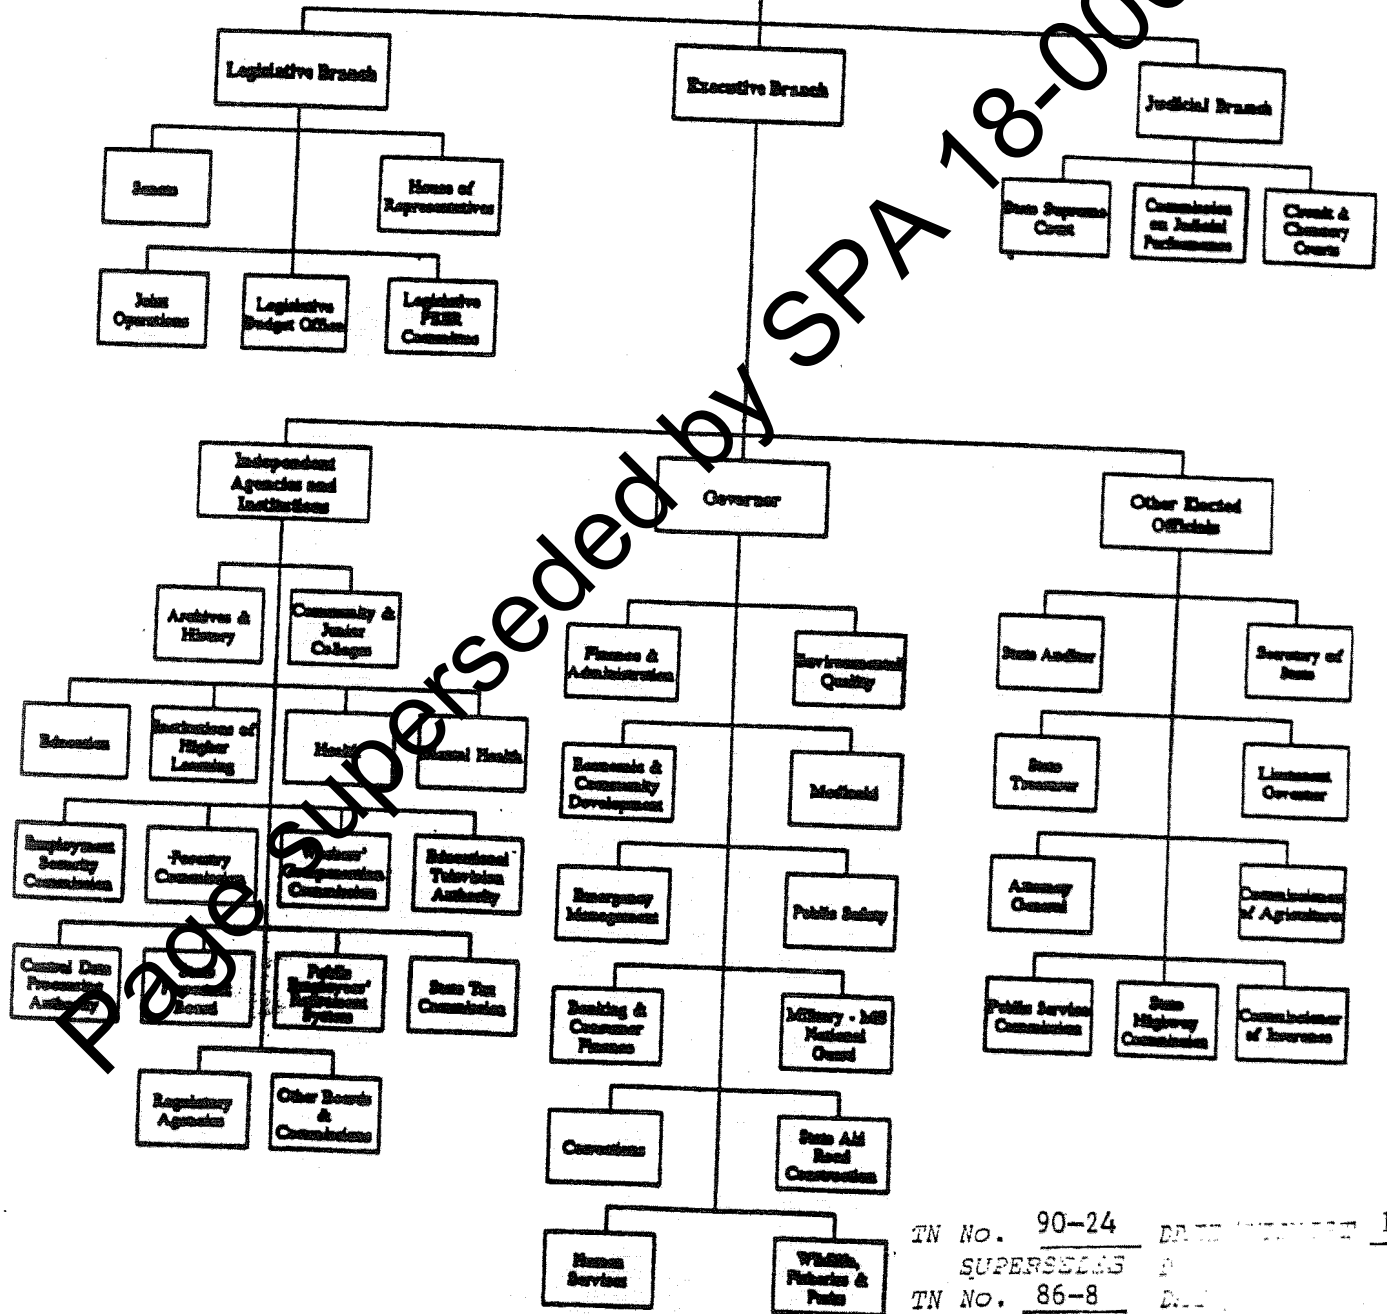 Legislative Branch
Executive Branch
Judicial Branch
Senate
House of
Representatives
State Supreme
Court
Commission
on Judicial
Performance
Circuit &
Chancery
Courts
Joint
Operations
Legislative
Budget Office
Legislative
PEER
Committee
Independent
Agencies and
Institutions
Governor
Other Elected
Officials
Archives &
History
Community &
Junior
Colleges
Finance &
Administration
Environmental
Quality
State Auditor
Secretary of
State
Education
Institutions of
Higher
Learning
Health
Mental Health
Economic &
Community
Development
Medicaid
State
Treasurer
Lieutenant
Governor
Employment
Security
Commission
Forestry
Commission
Workers'
Compensation
Commission
Educational
Television
Authority
Emergency
Management
Public Safety
Attorney
General
Commissioner
of Agriculture
Central Data
Processing
Authority
State
Board
Public
Employees'
Retirement
System
State Tax
Commission
Banking &
Consumer
Finance
Military - MS
National
Guard
Public Service
Commission
State
Highway
Commission
Commissioner
of Insurance
Regulatory
Agencies
Other Boards
&
Commissions
Corrections
State Aid
Road
Construction
Human
Services
Wildlife,
Fisheries &
Parks
TN No. 90-24
SUPERSEDES
TN No. 86-8
Page superseded by SPA 18-00